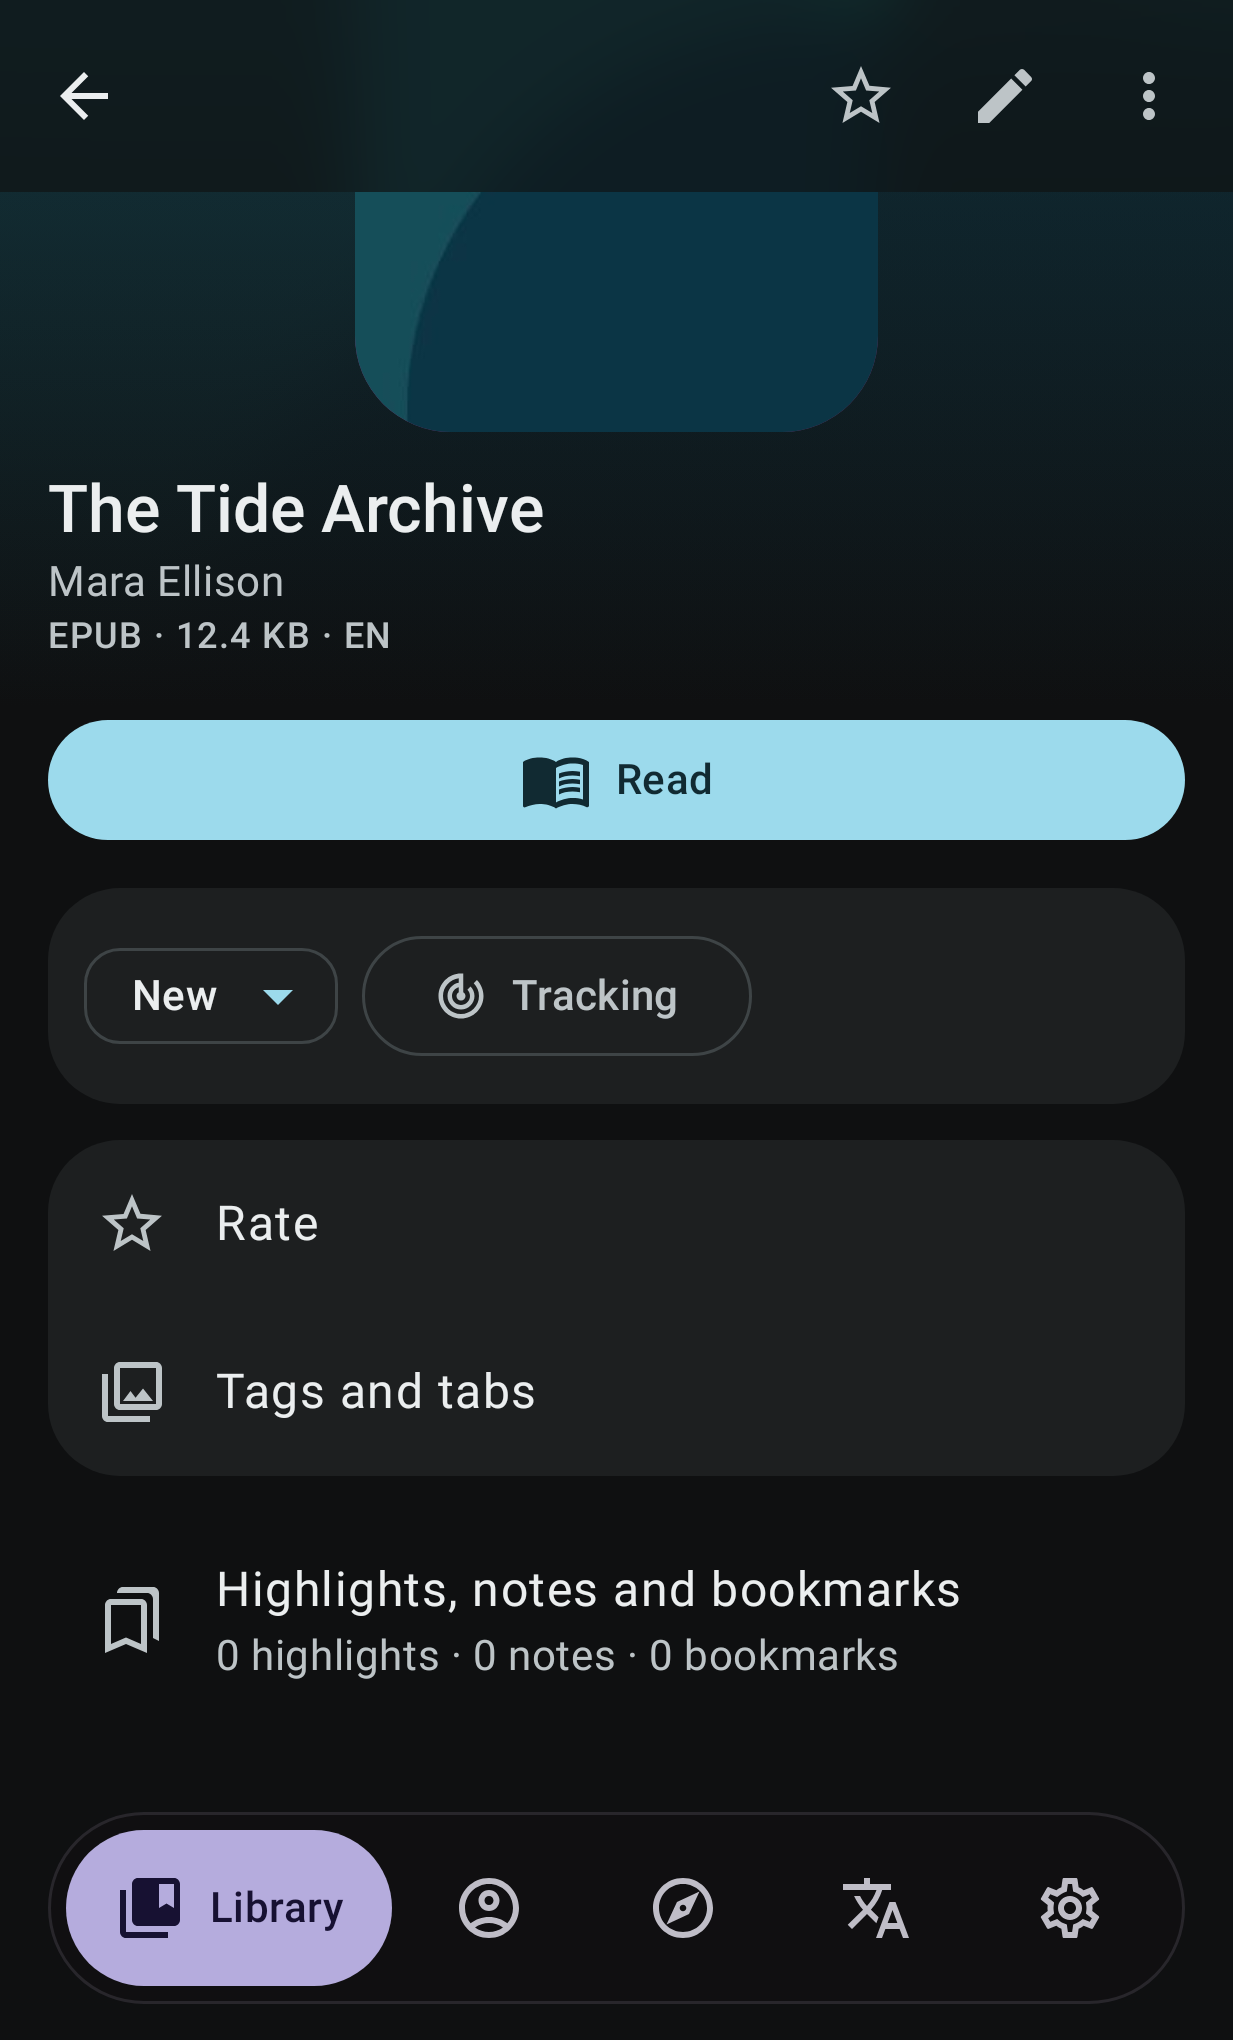 The Tide Archive
Mara Ellison
EPUB · 12.4 KB · EN
Read
New
Tracking
Rate
Tags and tabs
Highlights, notes and bookmarks
0 highlights · 0 notes · 0 bookmarks
Library